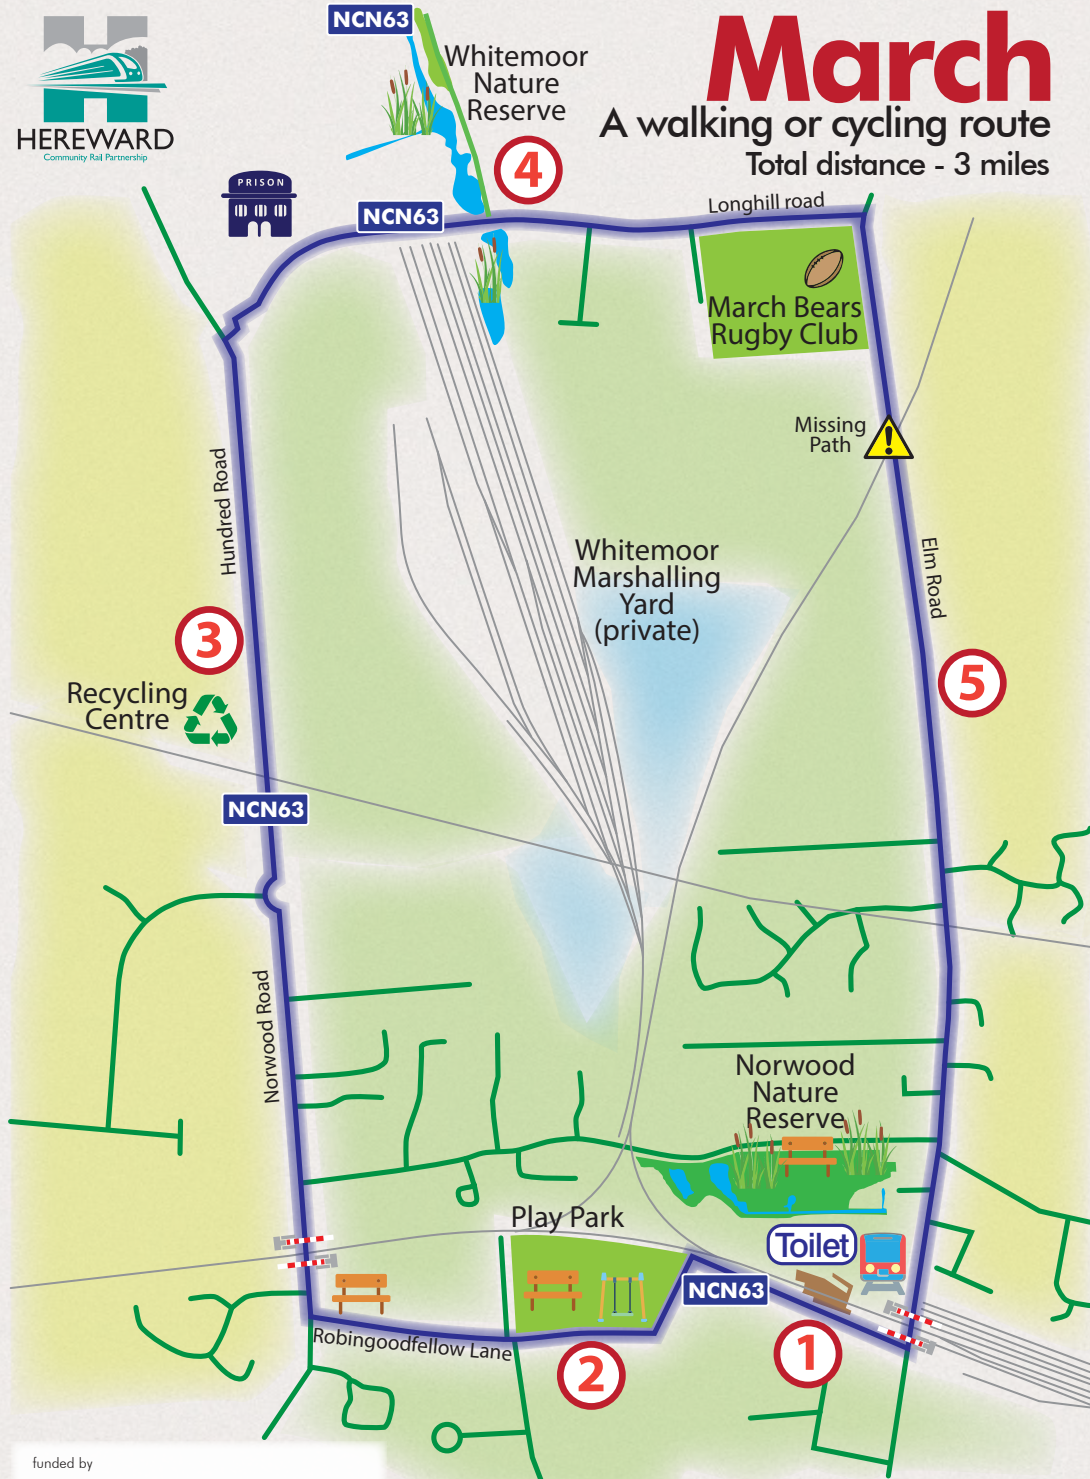 NCN63
March
A walking or cycling route
Total distance - 3 miles
HEREWARD
Community Rail Partnership
Whitemoor
Nature
Reserve
4
PRISON
NCN63
Longhill road
March Bears
Rugby Club
Missing
Path
Hundred Road
Elm Road
Whitemoor
Marshalling
Yard
(private)
3
Recycling
Centre
5
NCN63
Norwood Road
Norwood
Nature
Reserve
Play Park
Toilet
NCN63
Robingoodfellow Lane
1
2
funded by